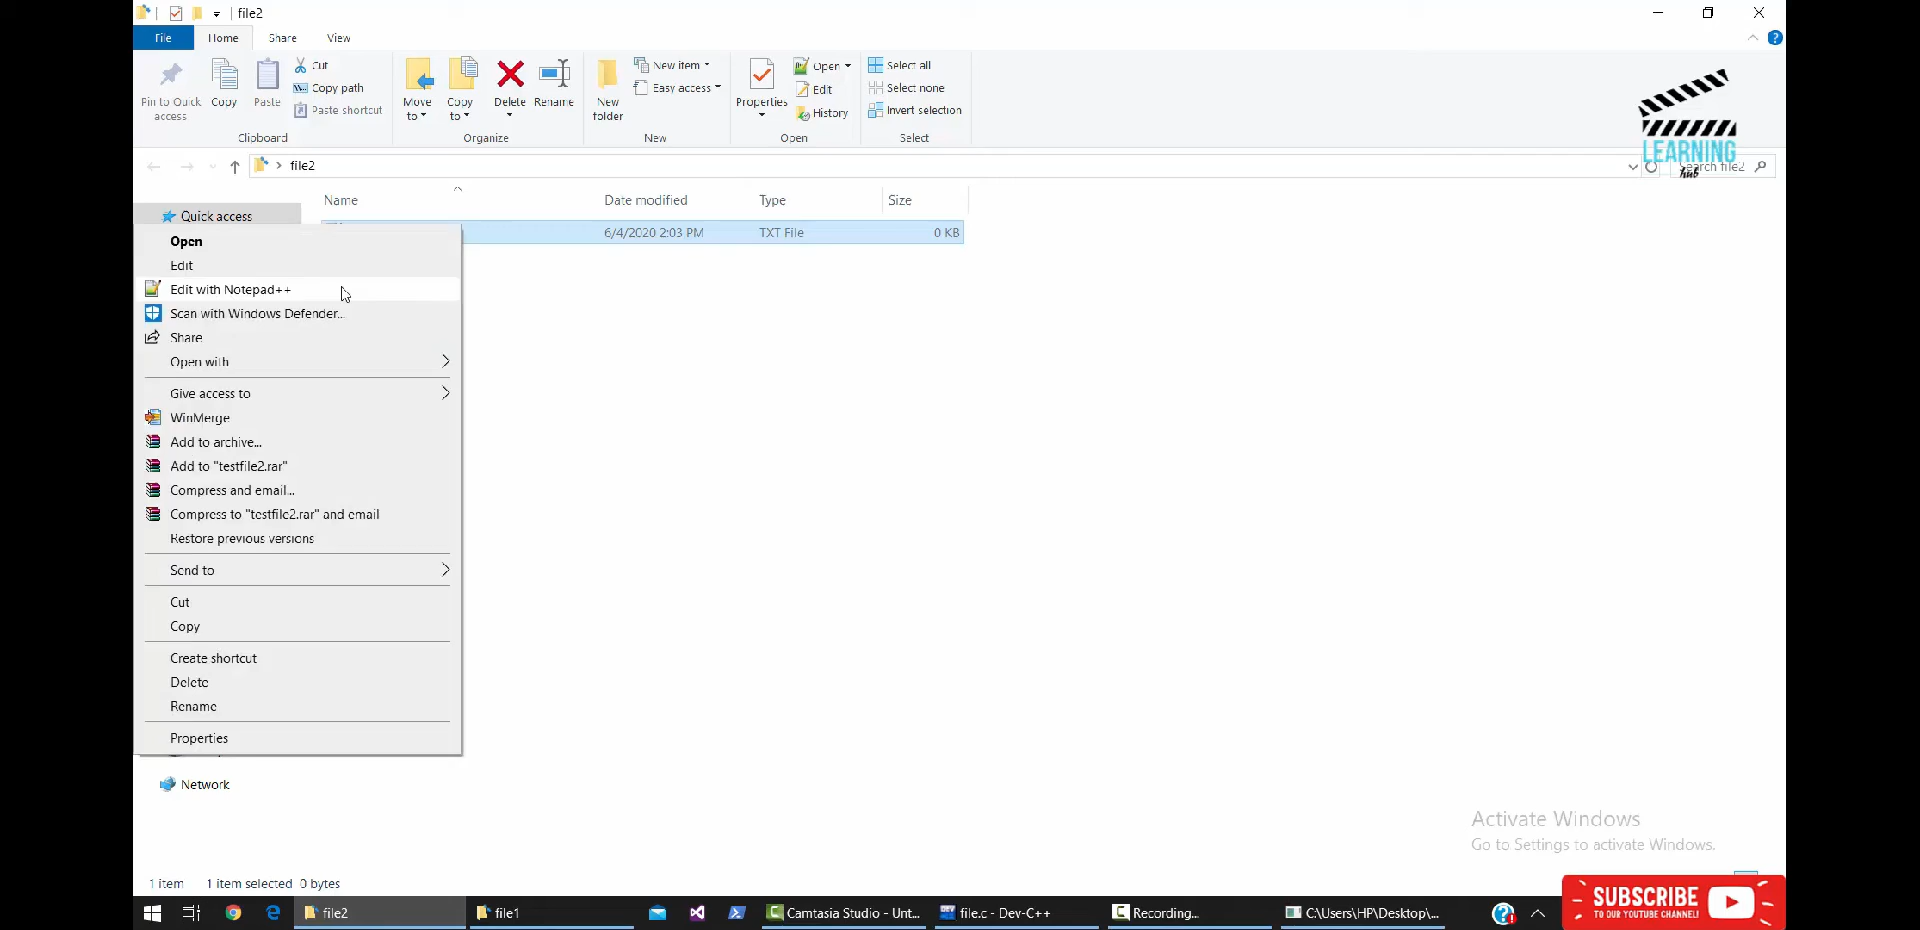 file2
File Home Share View
Pin to Quick access
Copy
Paste
Cut
Copy path
Paste shortcut
Clipboard
Move to
Copy to
Delete
Rename
Organize
New folder
New item
Easy access
New
Properties
Open
Edit
History
Open
Select all
Select none
Invert selection
Select
LEARNING
hub
file2
Search file2
Name Date modified Type Size
Quick access
6/4/2020 2:03 PM TXT File 0 KB
Open
Edit
Edit with Notepad++
Scan with Windows Defender...
Share
Open with
Give access to
WinMerge
Add to archive...
Add to "testfile2.rar"
Compress and email...
Compress to "testfile2.rar" and email
Restore previous versions
Send to
Cut
Copy
Create shortcut
Delete
Rename
Properties
Network
Activate Windows
Go to Settings to activate Windows.
1 item 1 item selected 0 bytes
file2
file1
Camtasia Studio - Unt...
file.c - Dev-C++
Recording...
C:\Users\HP\Desktop\...
SUBSCRIBE
TO OUR YOUTUBE CHANNEL!